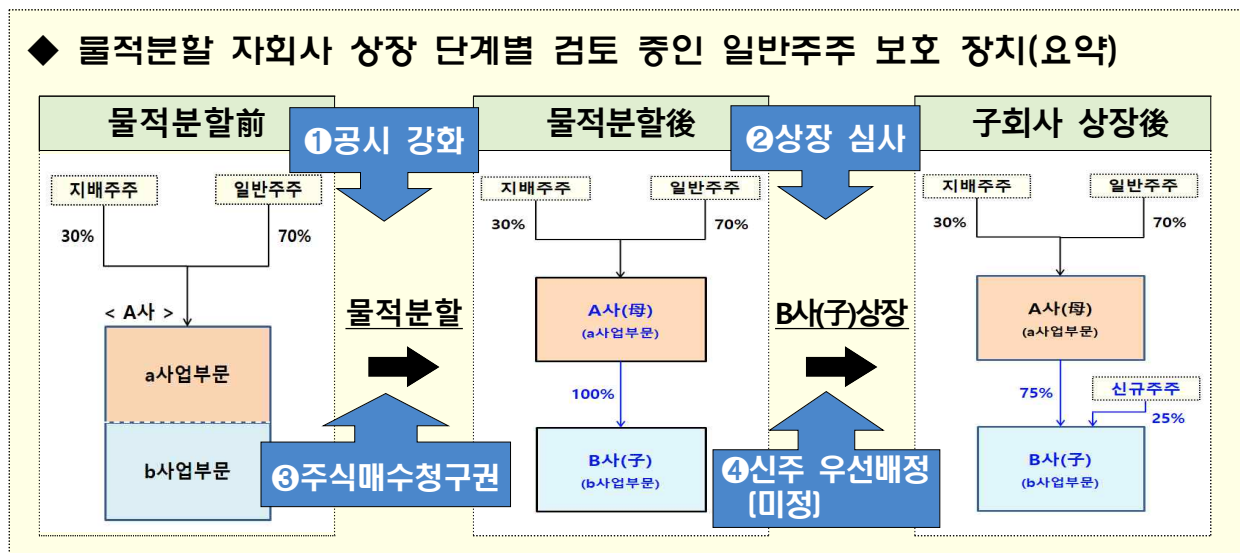 ◆ 물적분할 자회사 상장 단계별 검토 중인 일반주주 보호 장치(요약)
물적분할前
지배주주
일반주주
30%
70%
< A사 >
a사업부문
b사업부문
❶공시 강화
물적분할
❸주식매수청구권
물적분할後
지배주주
일반주주
30%
70%
A사(母)
(a사업부문)
100%
B사(子)
(b사업부문)
❷상장 심사
B사(子)상장
❹신주 우선배정
(미정)
子회사 상장後
지배주주
일반주주
30%
70%
A사(母)
(a사업부문)
75%
신규주주
25%
B사(子)
(b사업부문)